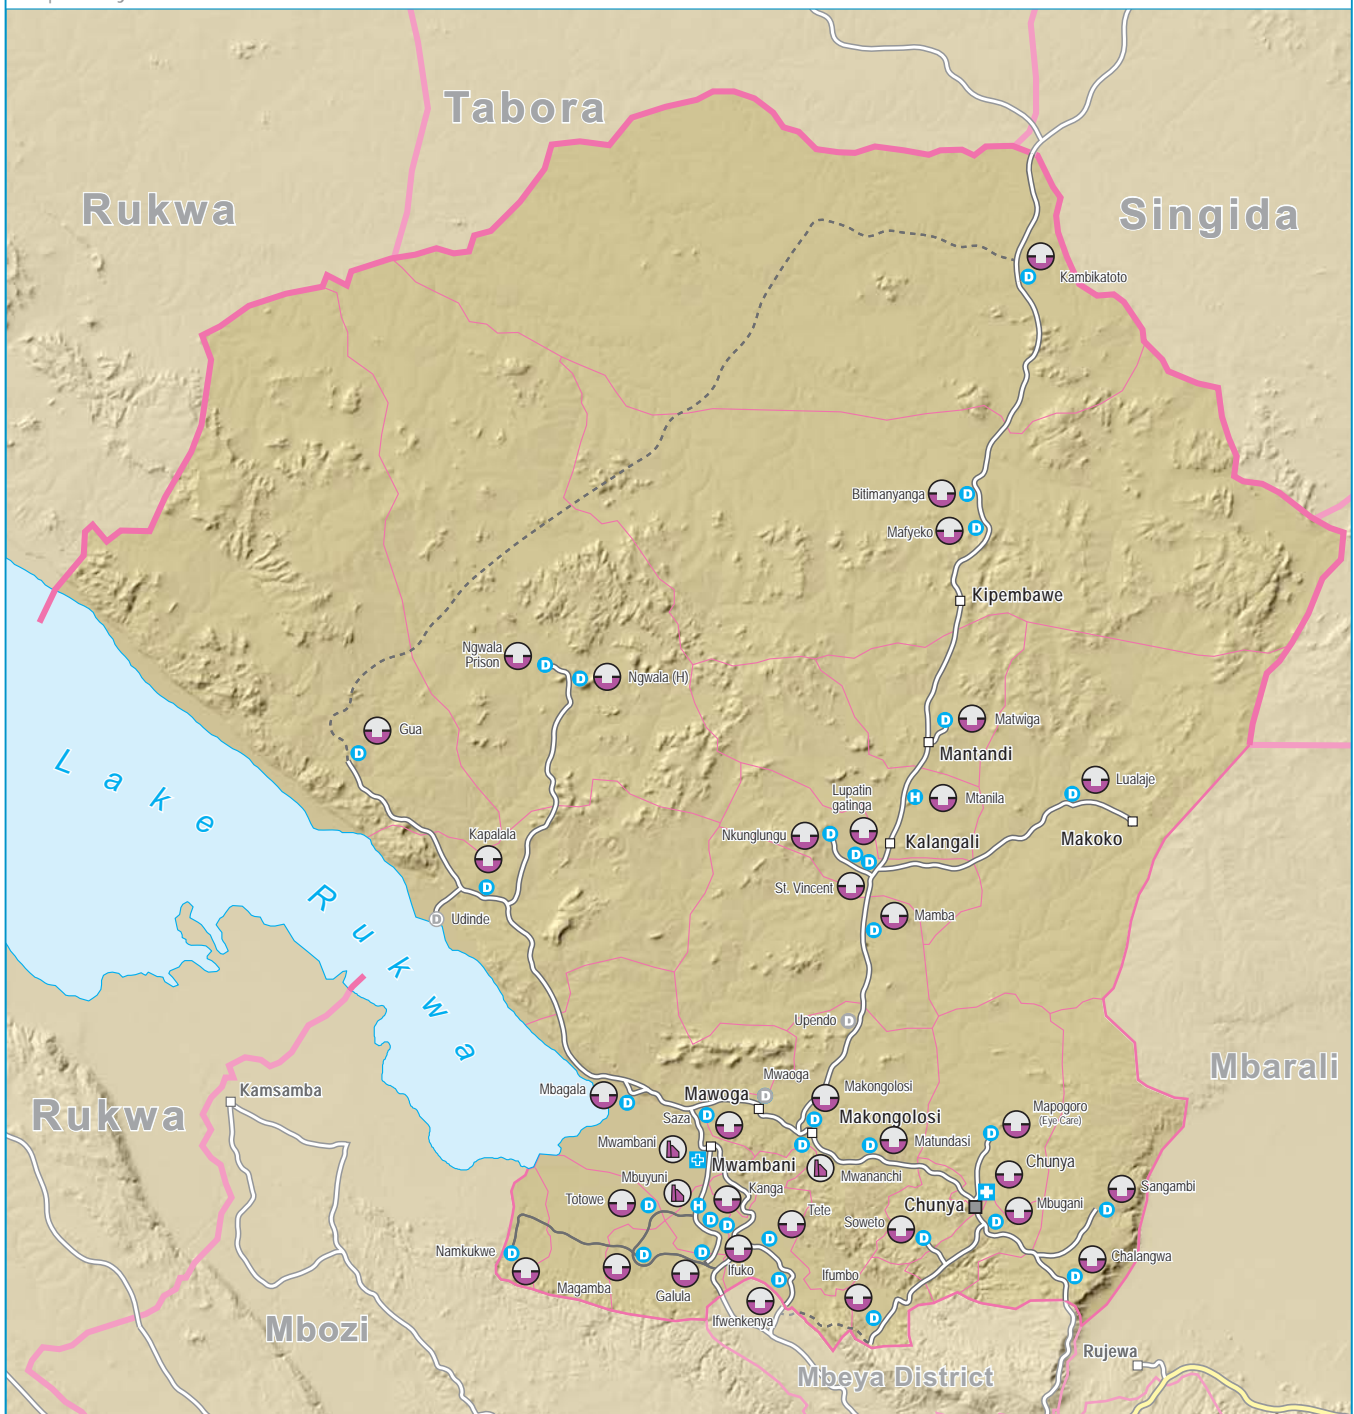 Tabora
Rukwa
Singida
D
Kambikatoto
Bitimanyanga
D
Mafyeko
D
Kipembawe
Ngwala
Prison
D
D
Ngwala (H)
Gua
D
D
Matwiga
Mantandi
Lake Rukwa
Lualaje
D
Lupatin
gatinga
H
Mtanila
Makoko
Nkunglungu
D
Kalangali
Kapalala
D
D
D
St. Vincent
D
Udinde
D
Mamba
Upendo
D
Mbarali
Kamsamba
Rukwa
Mbagala
D
Mawoga
Mwaoga
D
Makongolosi
Saza
D
D
Makongolosi
Mapogoro
(Eye Care)
D
Mwambani
D
D
Matundasi
Mwambani
Mwananchi
Chunya
Mbuyuni
Kanga
Sangambi
Totowe
D
H
Tete
Chunya
Mbugani
D
D
D
D
Soweto
D
D
Namkukwe
D
D
D
Ifuko
Chalangwa
D
Magamba
Galula
D
Ifumbo
D
Ifwenkenya
Mbozi
Rujewa
Mbeya District